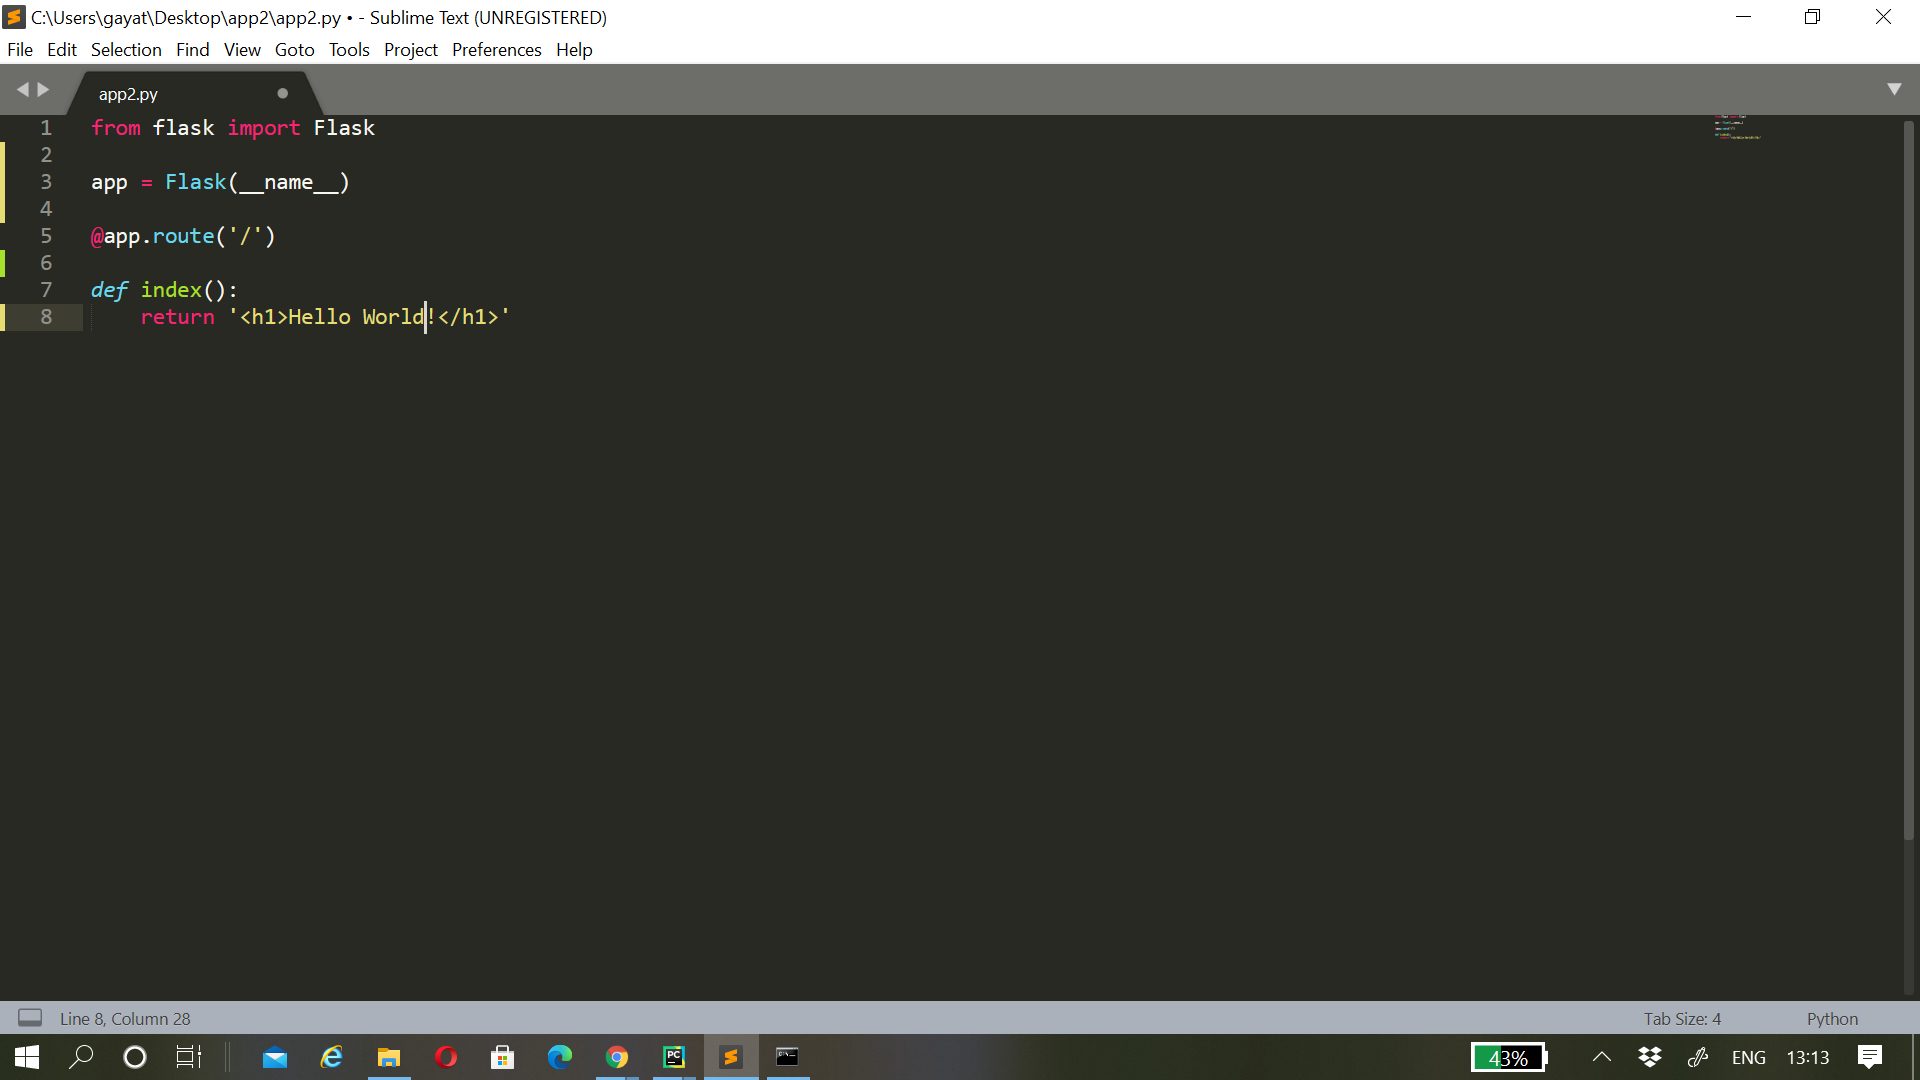 C:\Users\gayat\Desktop\app2\app2.py • - Sublime Text (UNREGISTERED)
File Edit Selection Find View Goto Tools Project Preferences Help
app2.py
1 from flask import Flask
2
3 app = Flask(__name__)
4
5 @app.route('/')
6
7 def index():
8     return '<h1>Hello World!</h1>'
Line 8, Column 28 Tab Size: 4 Python
PC 43% ENG 13:13